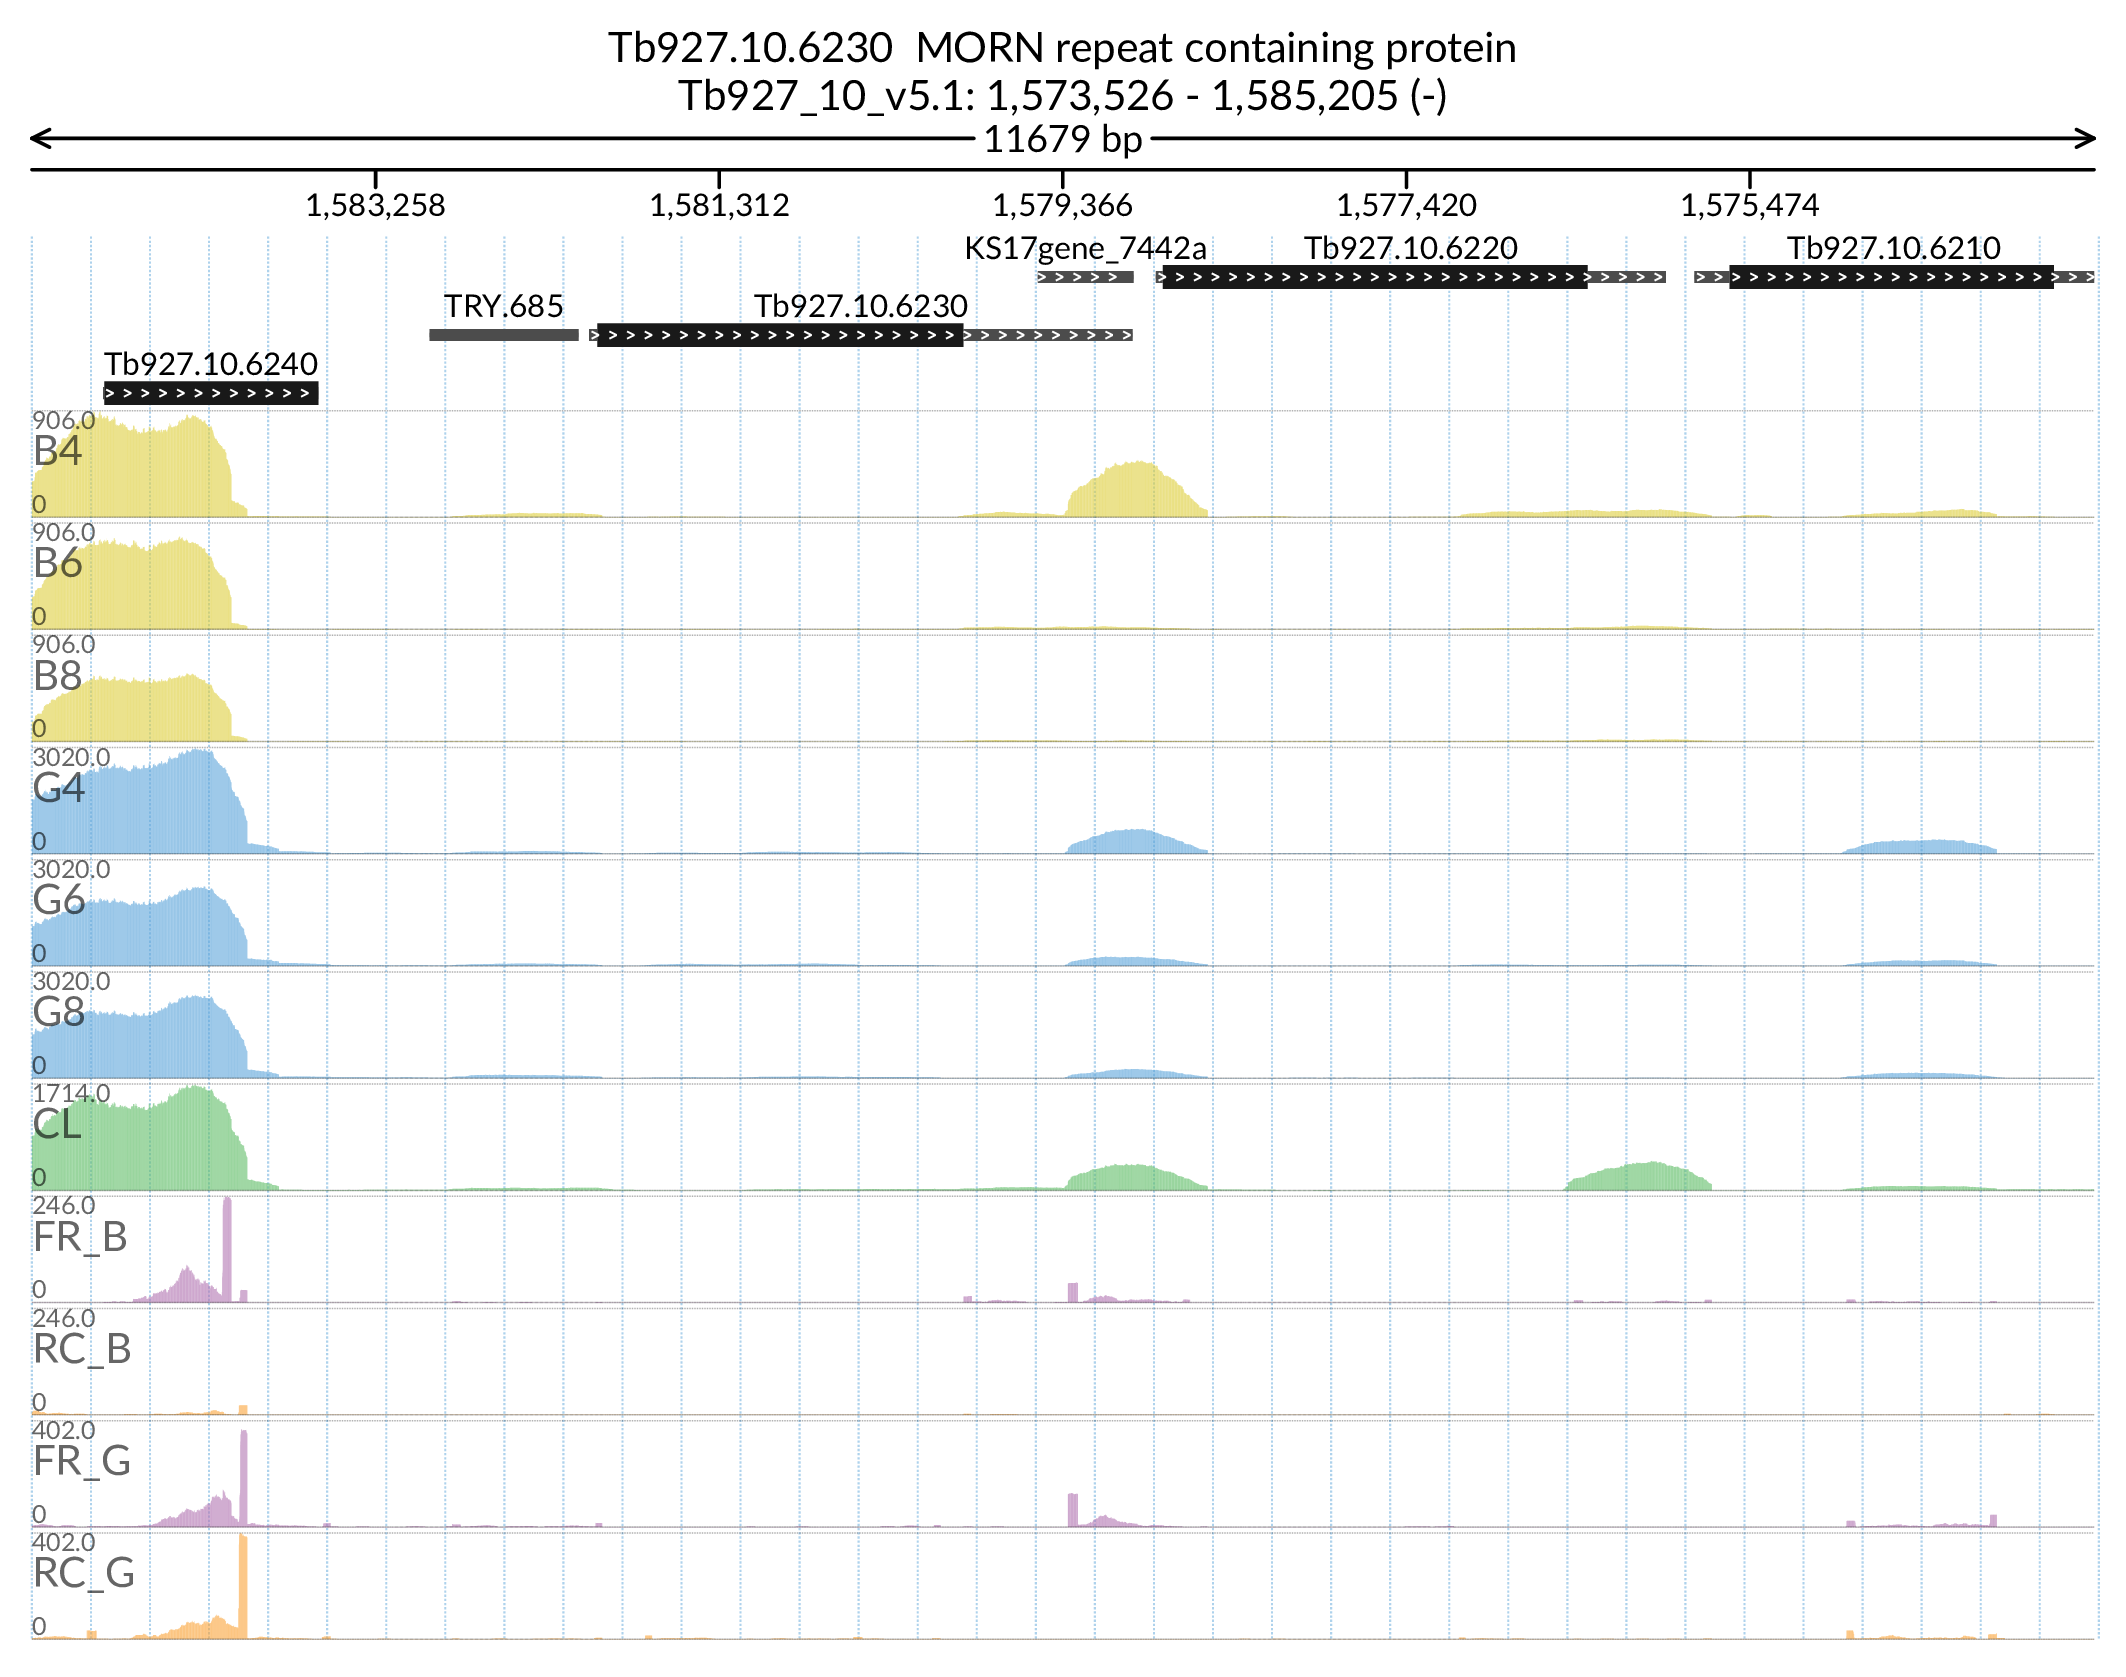 Tb927.10.6230  MORN repeat containing protein
Tb927_10_v5.1: 1,573,526 - 1,585,205 (-)
11679 bp
1,583,258 1,581,312 1,579,366 1,577,420 1,575,474
KS17gene_7442a Tb927.10.6220 Tb927.10.6210
TRY.685 Tb927.10.6230
Tb927.10.6240
906.0
B4
0
906.0
B6
0
906.0
B8
0
3020.0
G4
0
3020.0
G6
0
3020.0
G8
0
1714.0
CL
0
246.0
FR_B
0
246.0
RC_B
0
402.0
FR_G
0
402.0
RC_G
0